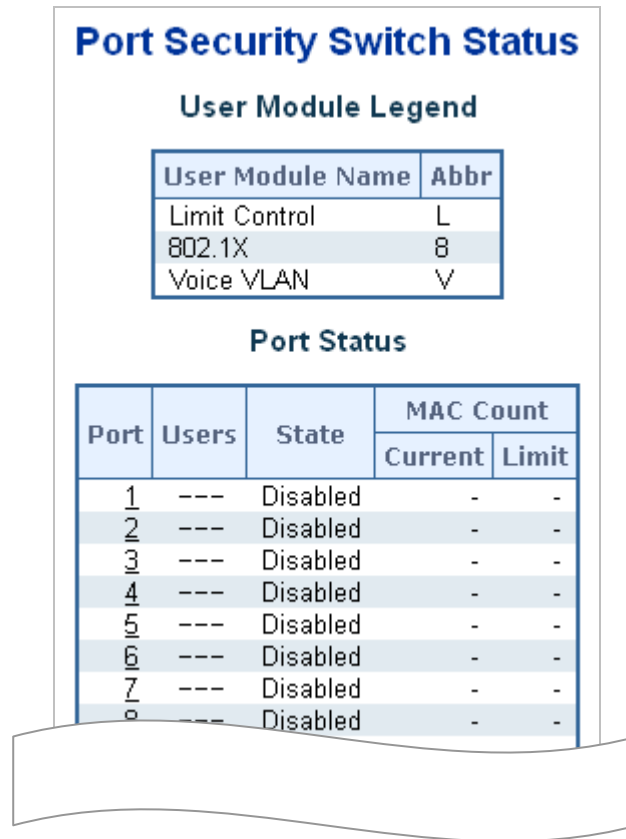 Port Security Switch Status
User Module Legend
User Module Name Abbr
Limit Control L
802.1X 8
Voice VLAN V
Port Status
Port Users State MAC Count
Current Limit
1 --- Disabled - -
2 --- Disabled - -
3 --- Disabled - -
4 --- Disabled - -
5 --- Disabled - -
6 --- Disabled - -
7 --- Disabled - -
8 --- Disabled - -